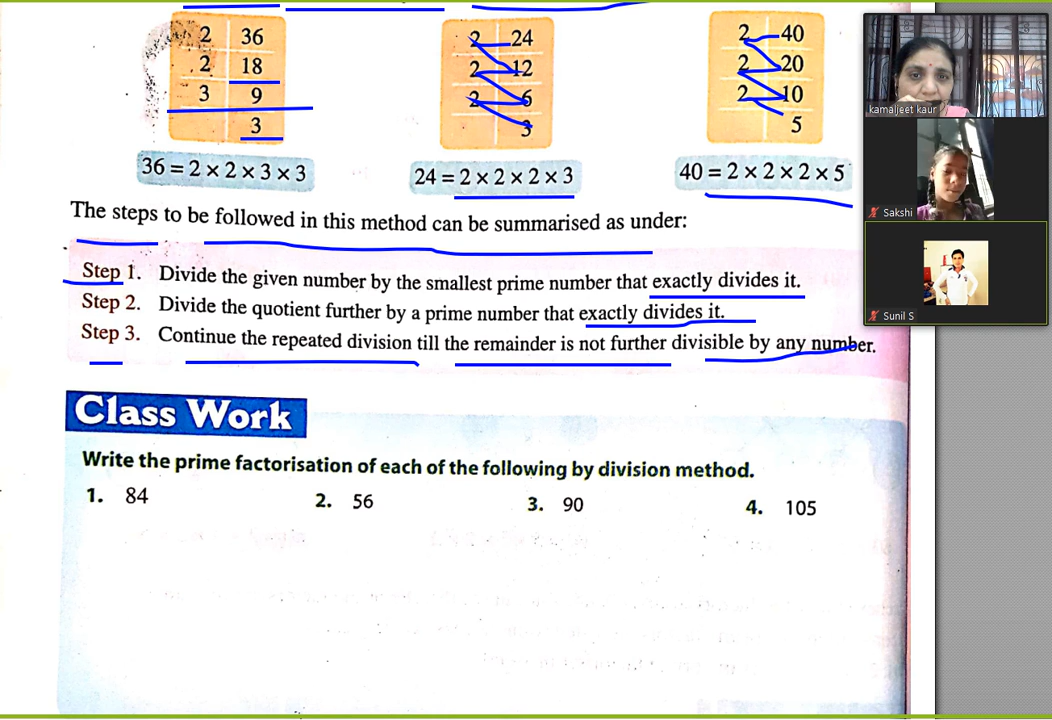 2 36
2 18
3 9
3
2 24
2 12
2 6
3
2 40
2 20
2 10
5
36 = 2 × 2 × 3 × 3
24 = 2 × 2 × 2 × 3
40 = 2 × 2 × 2 × 5
The steps to be followed in this method can be summarised as under:
Step 1. Divide the given number by the smallest prime number that exactly divides it.
Step 2. Divide the quotient further by a prime number that exactly divides it.
Step 3. Continue the repeated division till the remainder is not further divisible by any number.
Class Work
Write the prime factorisation of each of the following by division method.
1. 84 2. 56 3. 90 4. 105
kamaljeet kaur
Sakshi
Sunil S